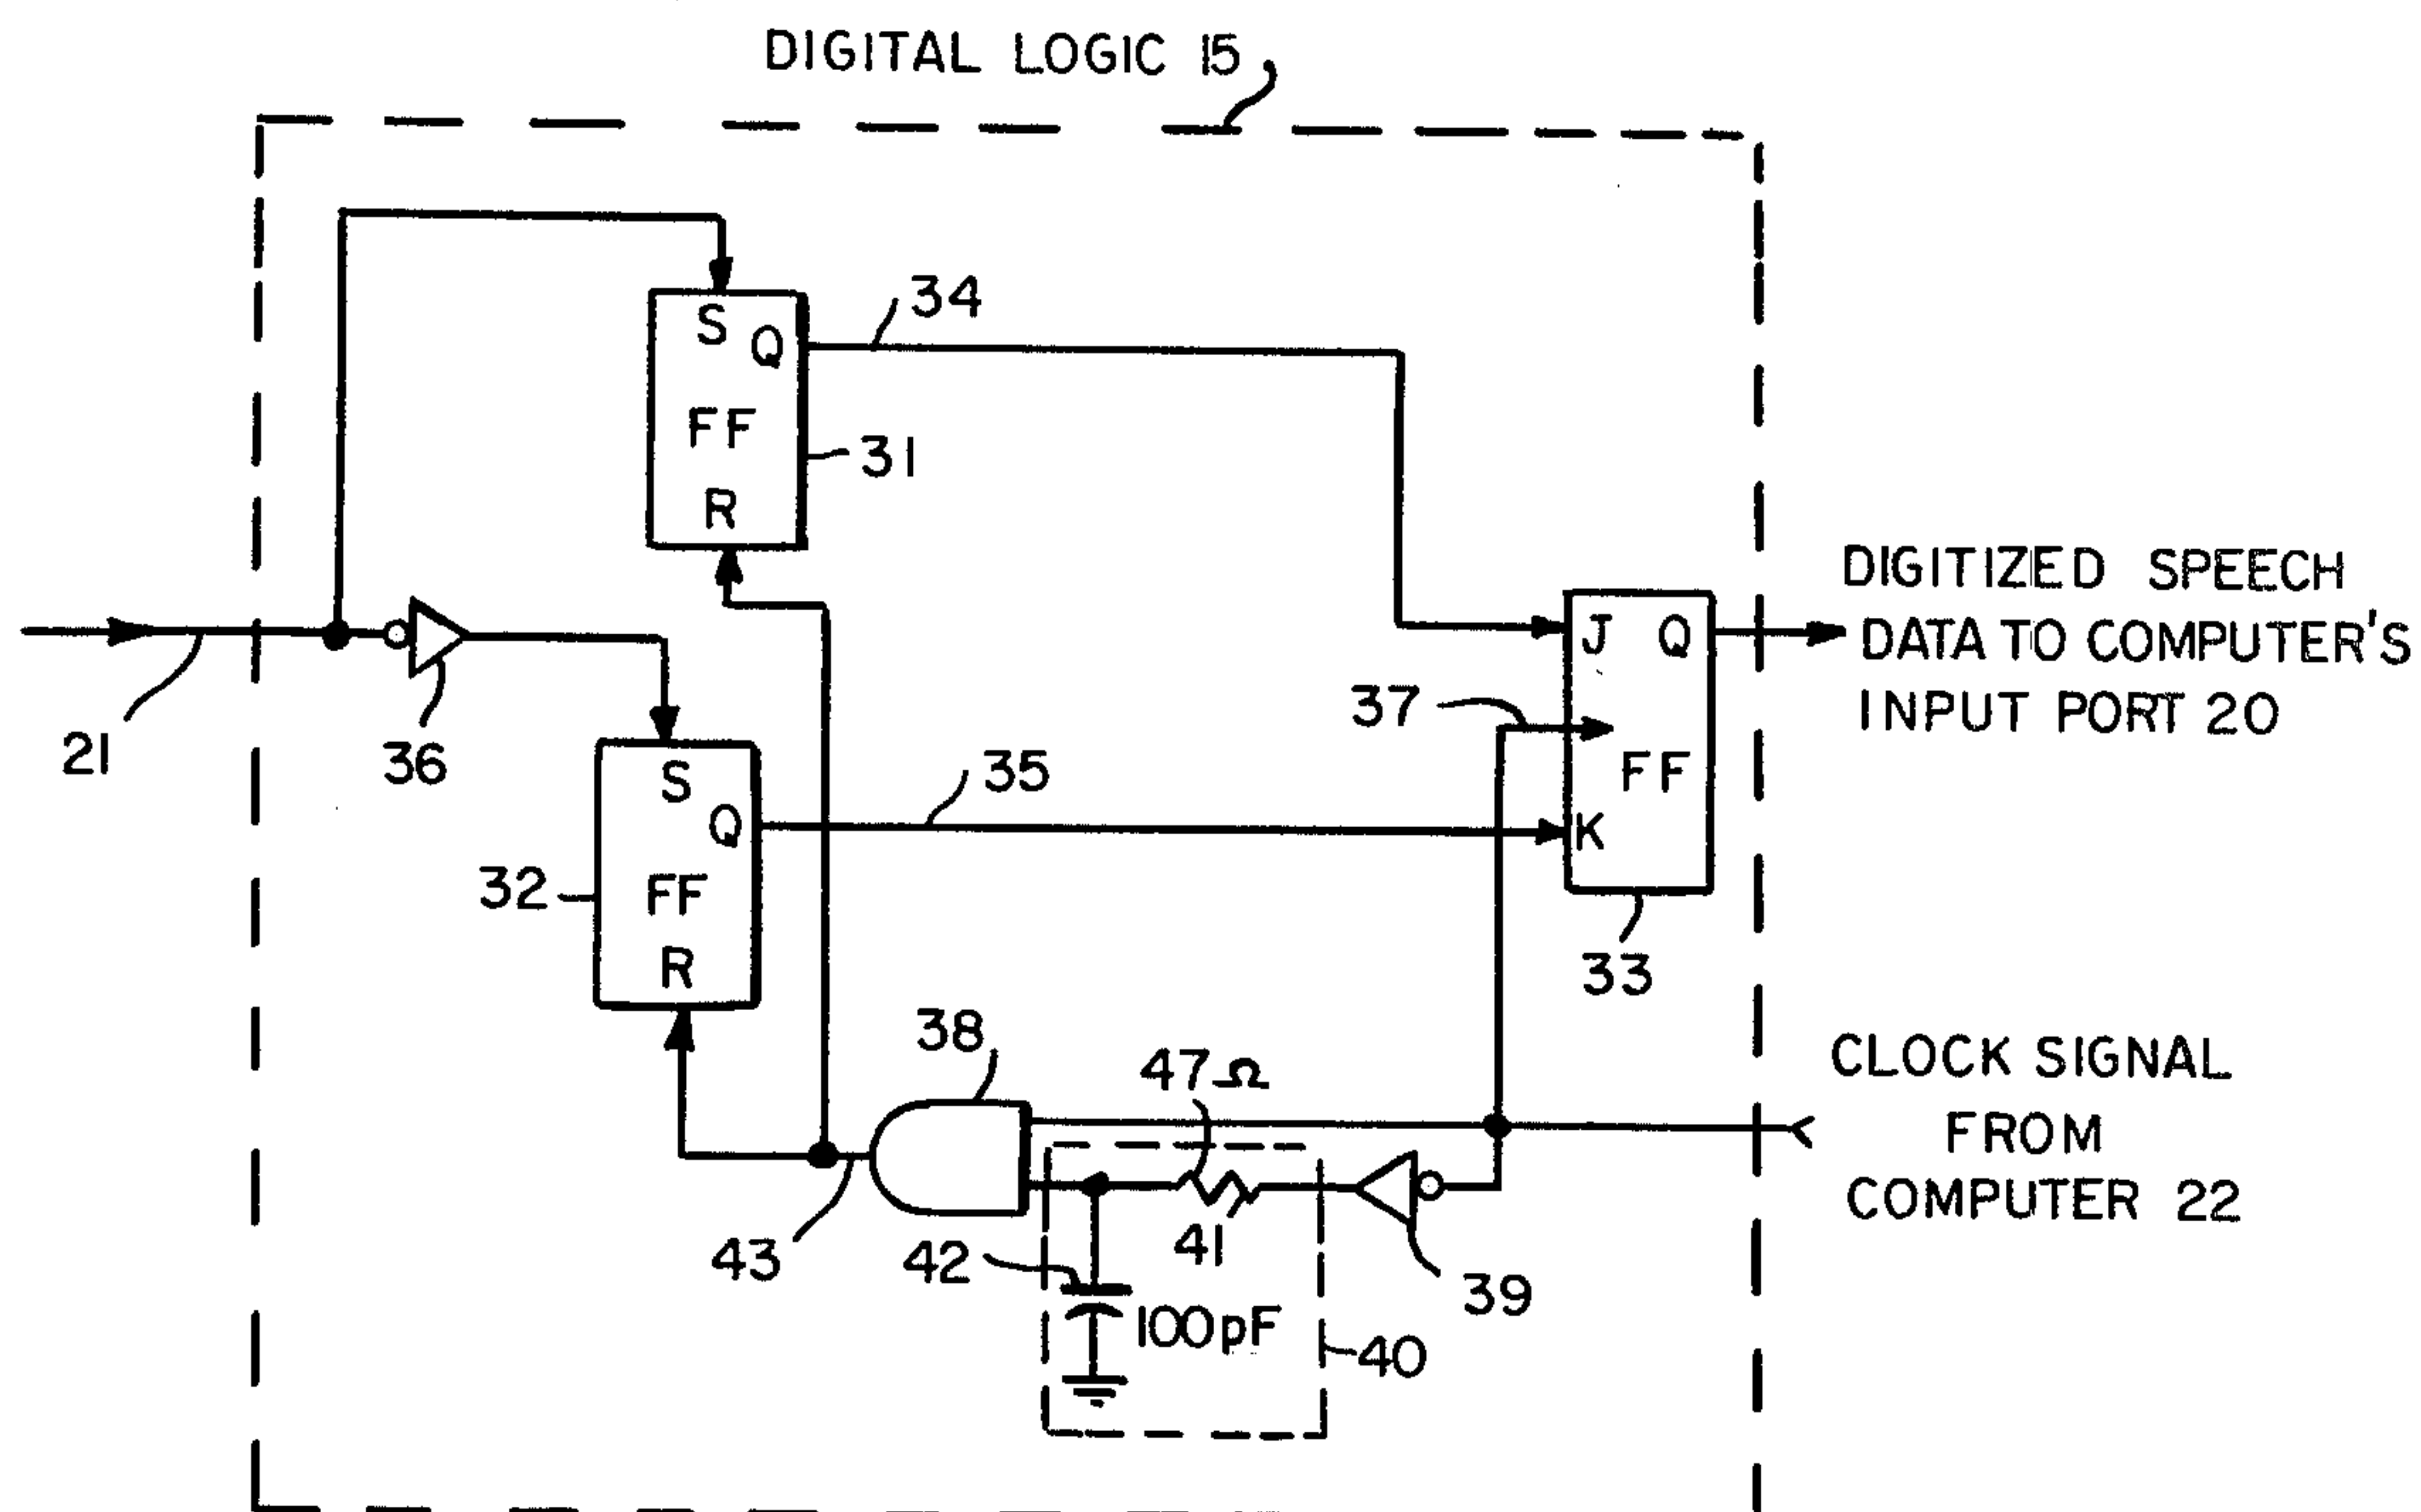 DIGITAL LOGIC 15
34
S
Q
FF
31
R
21
36
DIGITIZED SPEECH
DATA TO COMPUTER'S
INPUT PORT 20
J Q
37
FF
K
33
35
S
Q
32
FF
R
38
47Ω
CLOCK SIGNAL
FROM
COMPUTER 22
43
42
41
39
100pF
40